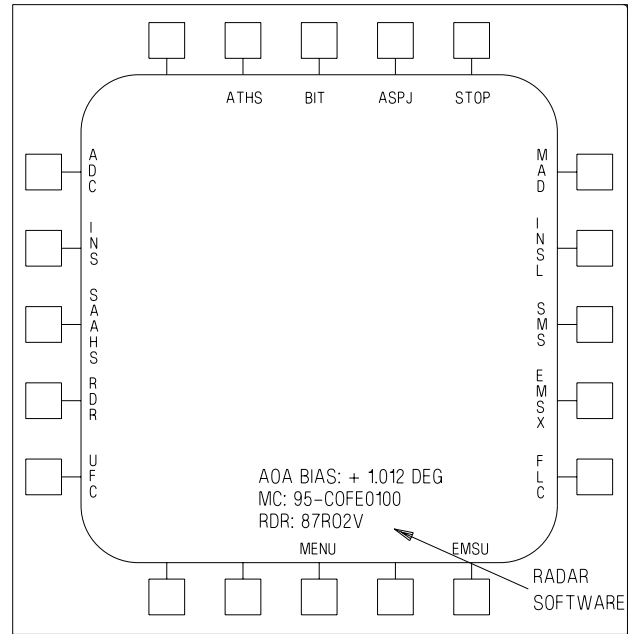 ATHS BIT ASPJ STOP
ADC
MAD
INS
INSL
SAAHS
SMS
RDR
EMSX
UFC
FLC
AOA BIAS: + 1.012 DEG
MC: 95-COFE0100
RDR: 87R02V
MENU EMSU
RADAR
SOFTWARE